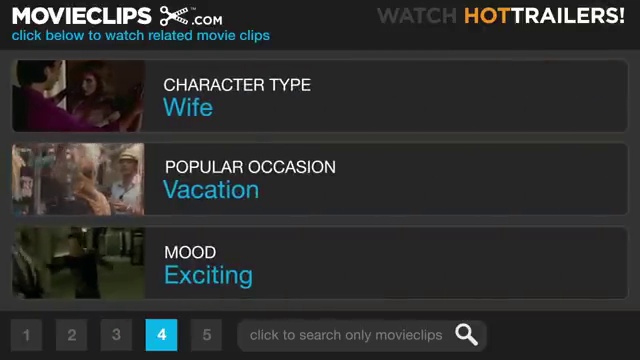 MOVIECLIPS .COM™
WATCH HOTTRAILERS!
click below to watch related movie clips
CHARACTER TYPE
Wife
POPULAR OCCASION
Vacation
MOOD
Exciting
1 2 3 4 5 click to search only movieclips